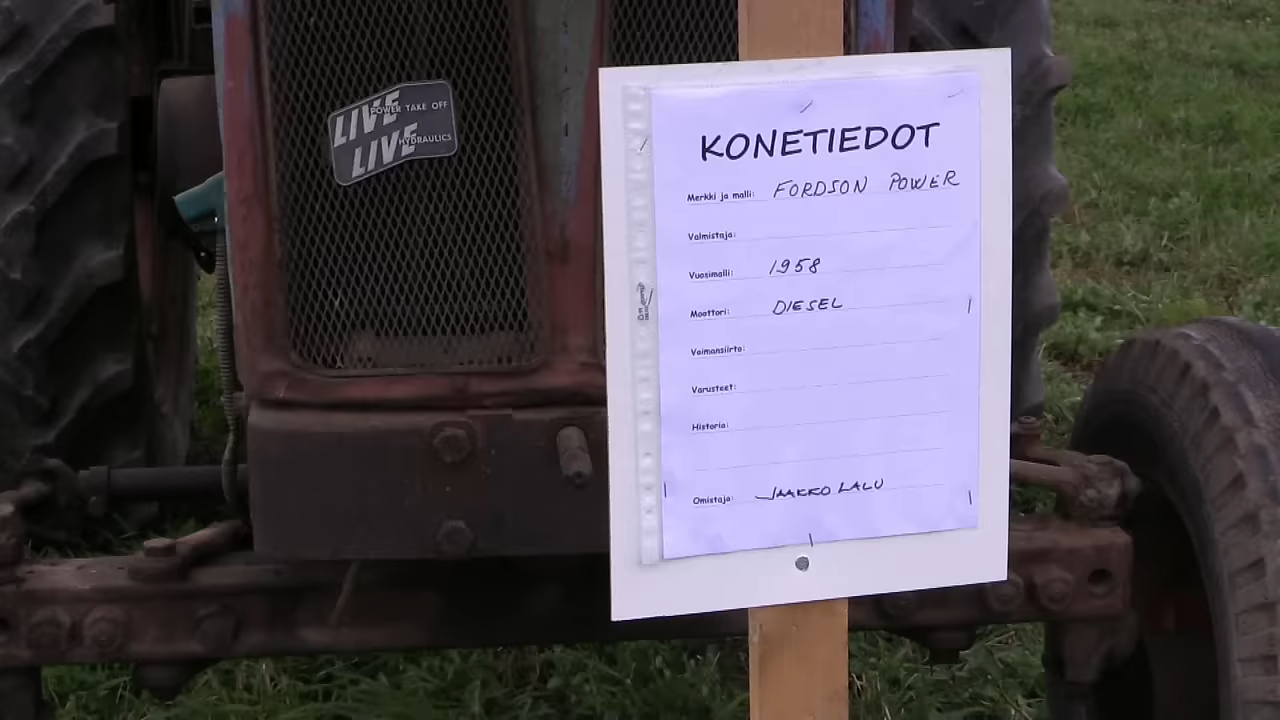 LIVE POWER TAKE OFF
LIVE HYDRAULICS
KONETIEDOT
Merkki ja malli: FORDSON POWER
Valmistaja:
Vuosimalli: 1958
Moottori: DIESEL
Voimansiirto:
Varusteet:
Historia:
Omistaja: JAAKKO LALU